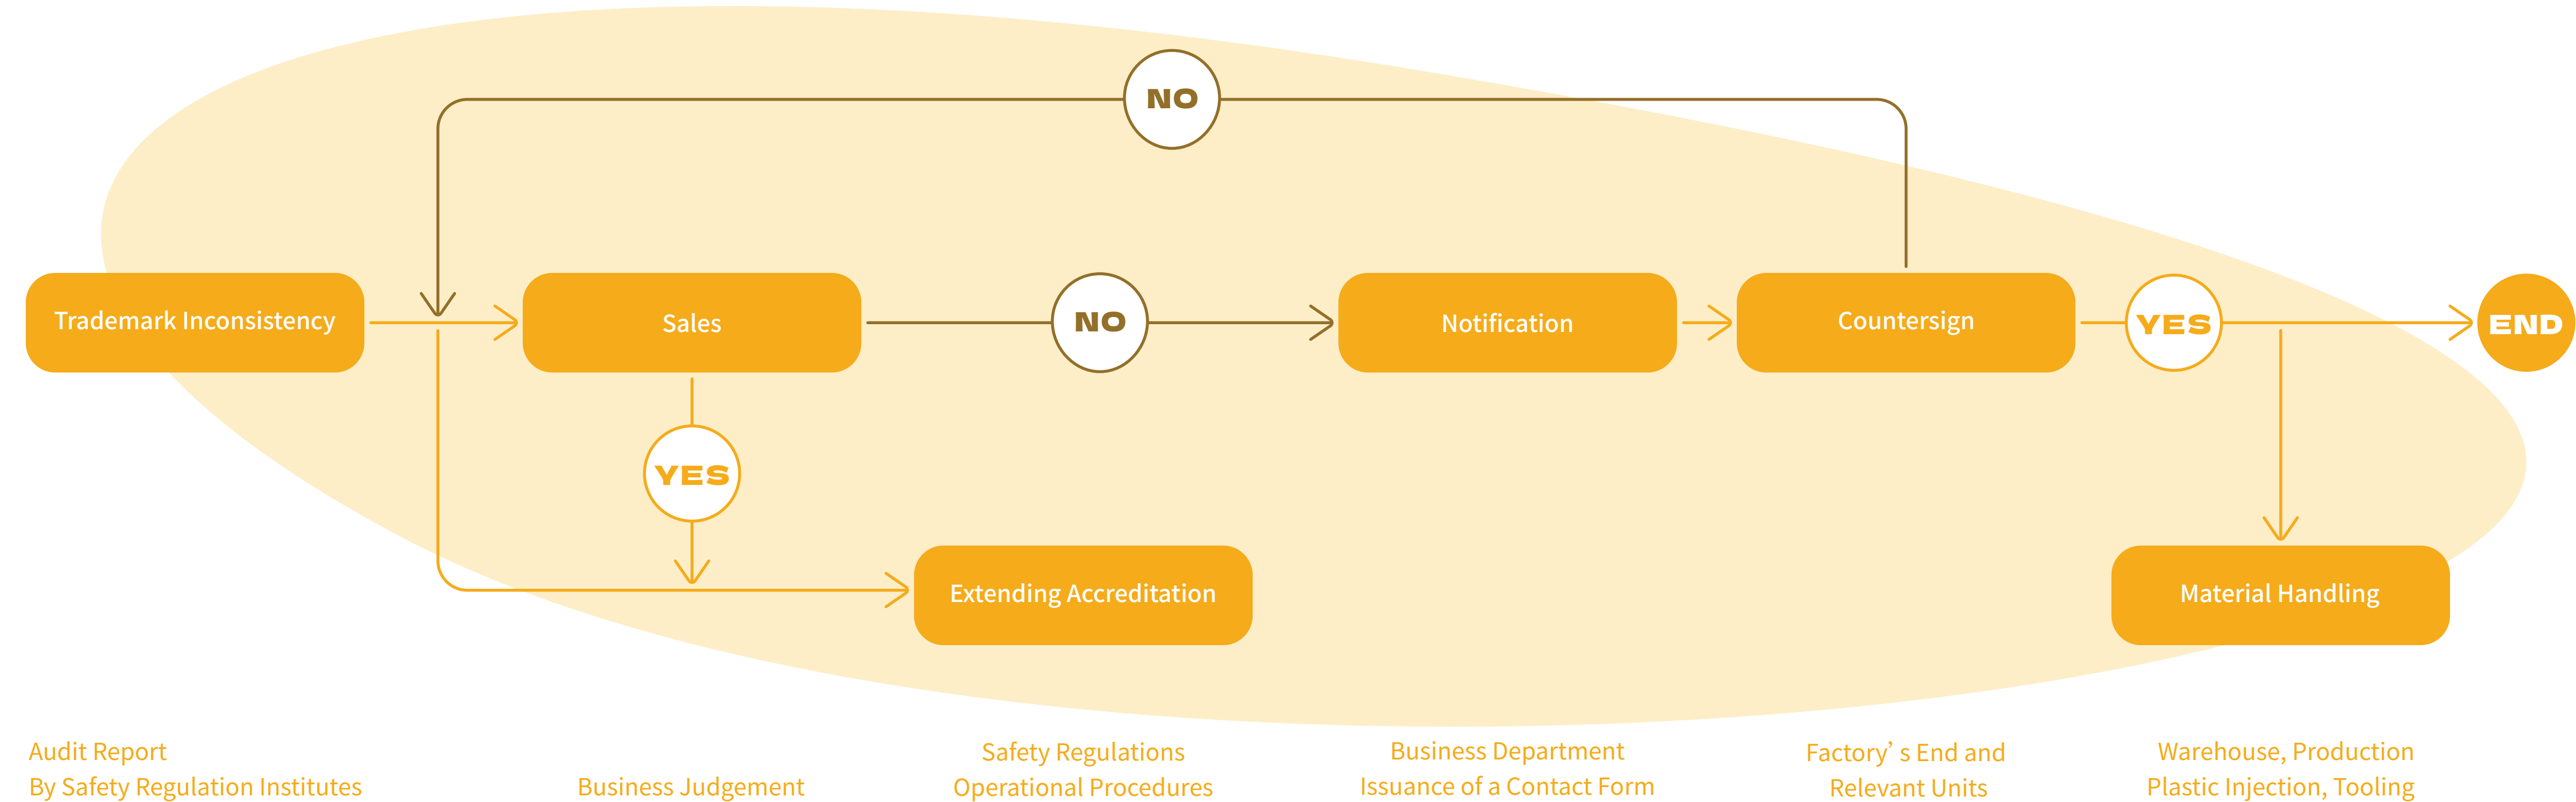 NO
Trademark Inconsistency
Sales
NO
Notification
Countersign
YES
END
YES
Extending Accreditation
Material Handling
Audit Report
By Safety Regulation Institutes
Business Judgement
Safety Regulations
Operational Procedures
Business Department
Issuance of a Contact Form
Factory’ s End and
Relevant Units
Warehouse, Production
Plastic Injection, Tooling